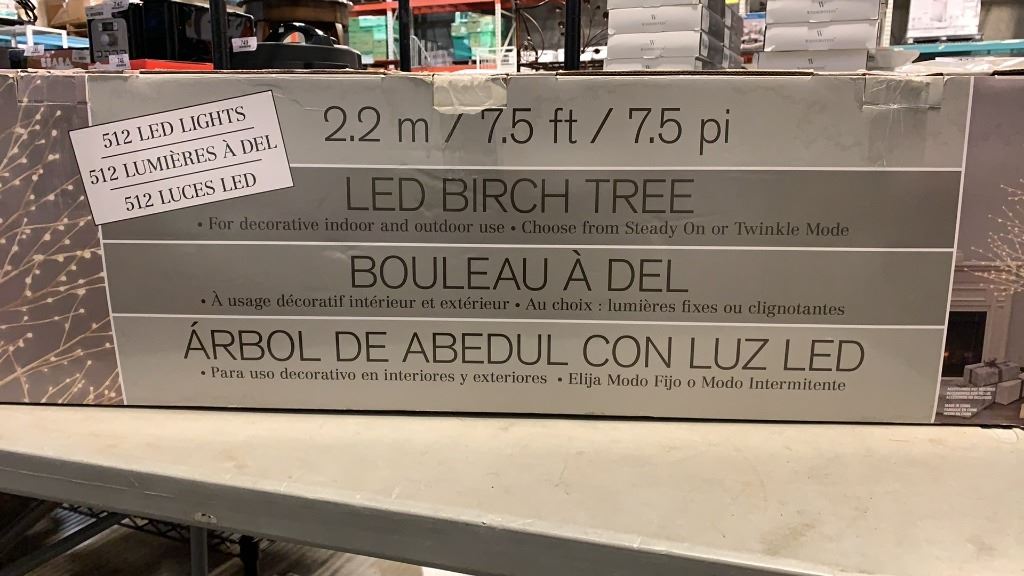 512 LED LIGHTS
512 LUMIÈRES À DEL
512 LUCES LED
2.2 m / 7.5 ft / 7.5 pi
LED BIRCH TREE
• For decorative indoor and outdoor use • Choose from Steady On or Twinkle Mode
BOULEAU À DEL
• À usage décoratif intérieur et extérieur • Au choix : lumières fixes ou clignotantes
ÁRBOL DE ABEDUL CON LUZ LED
• Para uso decorativo en interiores y exteriores • Elija Modo Fijo o Modo Intermitente